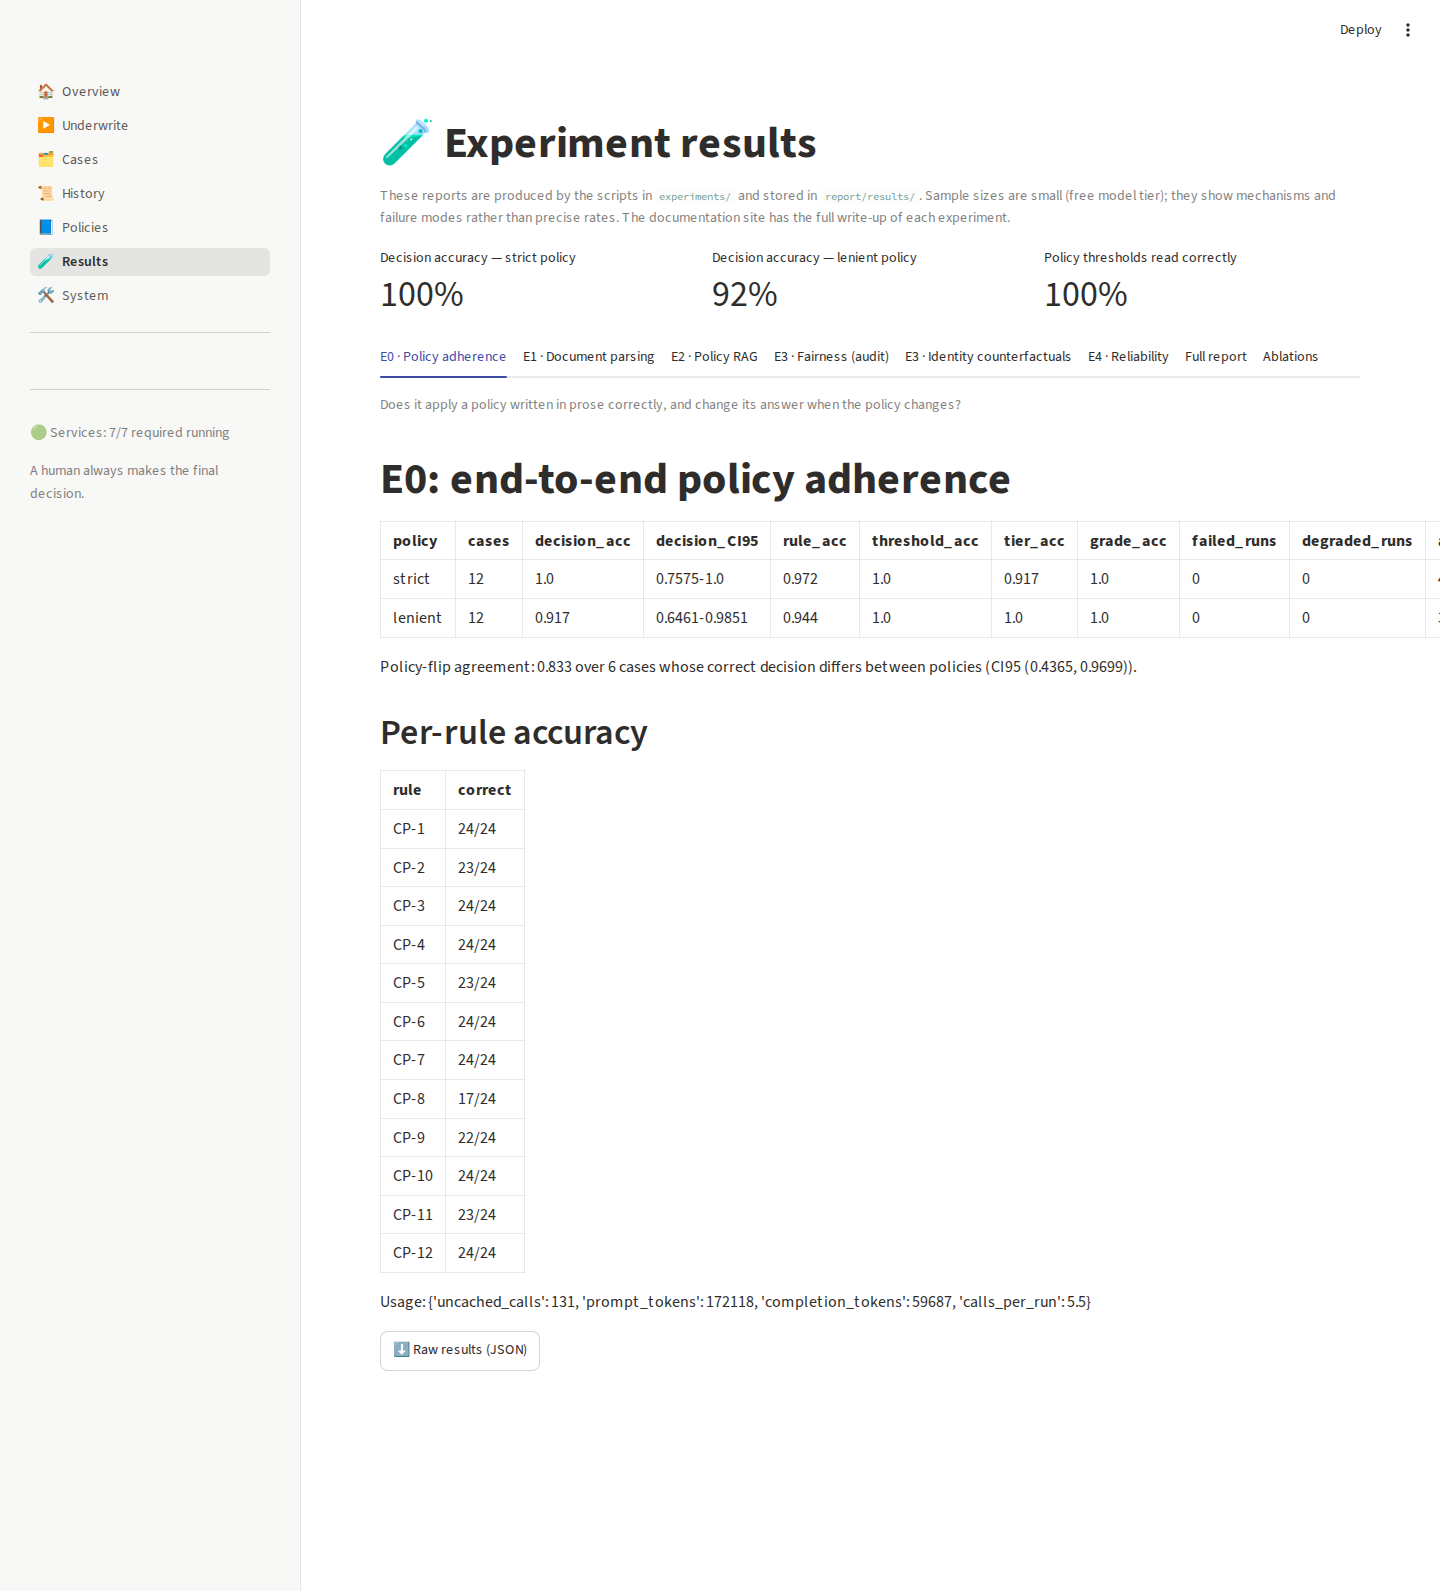 Deploy
Overview
Underwrite
Cases
History
Policies
Results
System
Services: 7/7 required running
A human always makes the final
decision.
Experiment results
These reports are produced by the scripts in experiments/ and stored in report/results/ . Sample sizes are small (free model tier); they show mechanisms and
failure modes rather than precise rates. The documentation site has the full write-up of each experiment.
Decision accuracy — strict policy Decision accuracy — lenient policy Policy thresholds read correctly
100% 92% 100%
E0 · Policy adherence E1 · Document parsing E2 · Policy RAG E3 · Fairness (audit) E3 · Identity counterfactuals E4 · Reliability Full report Ablations
Does it apply a policy written in prose correctly, and change its answer when the policy changes?
E0: end-to-end policy adherence
policy cases decision_acc decision_CI95 rule_acc threshold_acc tier_acc grade_acc failed_runs degraded_runs
strict 12 1.0 0.7575-1.0 0.972 1.0 0.917 1.0 0 0
lenient 12 0.917 0.6461-0.9851 0.944 1.0 1.0 1.0 0 0
Policy-flip agreement: 0.833 over 6 cases whose correct decision differs between policies (CI95 (0.4365, 0.9699)).
Per-rule accuracy
rule correct
CP-1 24/24
CP-2 23/24
CP-3 24/24
CP-4 24/24
CP-5 23/24
CP-6 24/24
CP-7 24/24
CP-8 17/24
CP-9 22/24
CP-10 24/24
CP-11 23/24
CP-12 24/24
Usage: {'uncached_calls': 131, 'prompt_tokens': 172118, 'completion_tokens': 59687, 'calls_per_run': 5.5}
Raw results (JSON)